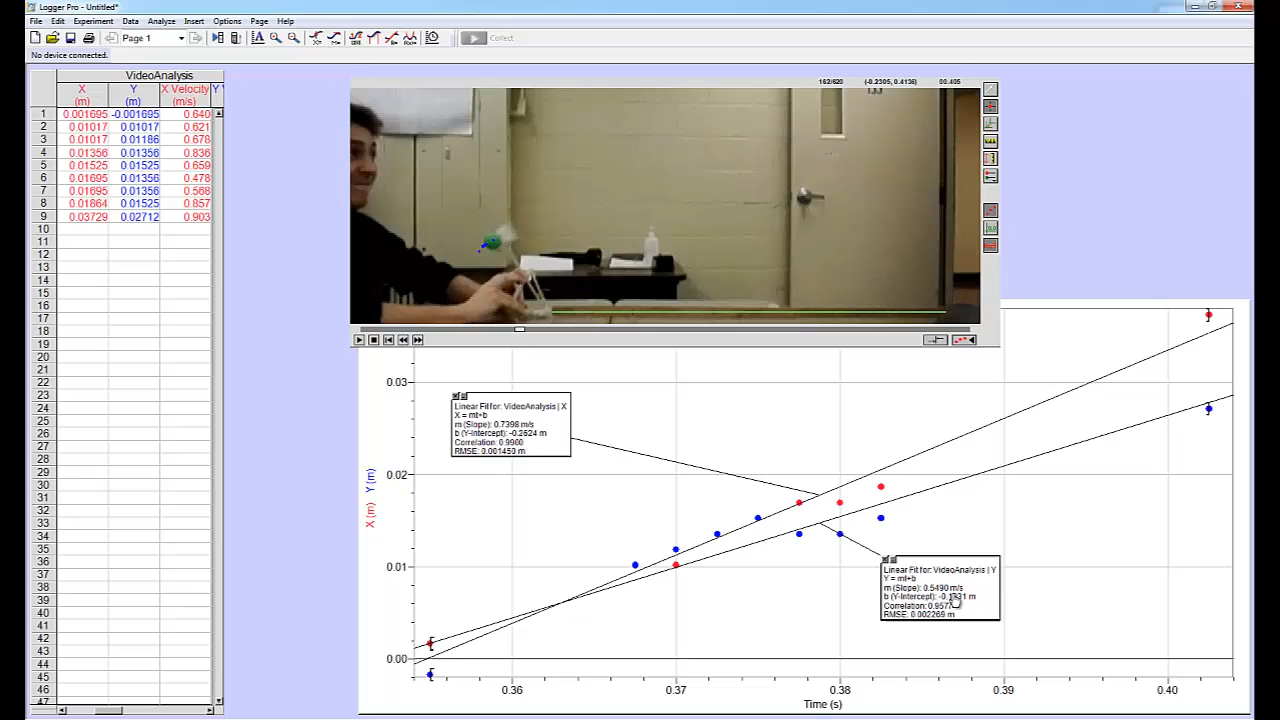 Logger Pro - Untitled*
File Edit Experiment Data Analyze Insert Options Page Help
Page 1
Collect
No device connected.
VideoAnalysis
X Y X Velocity Y
(m) (m) (m/s)
1 0.001695 -0.001695 0.640
2 0.01017 0.01017 0.621
3 0.01017 0.01186 0.678
4 0.01356 0.01356 0.836
5 0.01525 0.01525 0.659
6 0.01695 0.01356 0.478
7 0.01695 0.01356 0.568
8 0.01864 0.01525 0.857
9 0.03729 0.02712 0.903
10
11
12
13
14
15
16
17
18
19
20
21
22
23
24
25
26
27
28
29
30
31
32
33
34
35
36
37
38
39
40
41
42
43
44
45
46
47
162/620 (-0.2305, 0.4136) 00.405
133
0.03
0.02
0.01
0.00
X (m) Y (m)
Linear Fit for: VideoAnalysis | X
X = mt+b
m (Slope): 0.7398 m/s
b (Y-Intercept): -0.2624 m
Correlation: 0.9900
RMSE: 0.001450 m
Linear Fit for: VideoAnalysis | Y
Y = mt+b
m (Slope): 0.5490 m/s
b (Y-Intercept): m
Correlation:
RMSE: 0.002269 m
0.36 0.37 0.38 0.39 0.40
Time (s)